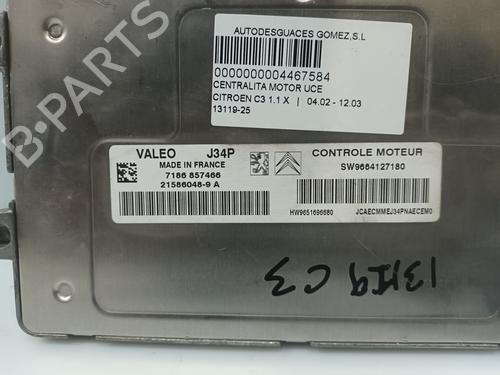 AUTODESGUACES GOMEZ,S.L
0000000004467584
CENTRALITA MOTOR UCE
CITROEN C3 1.1 X | 04.02 - 12.03
13119-25
B-PARTS
VALEO J34P
MADE IN FRANCE
7186 857466
21586048-9 A
CONTROLE MOTEUR
SW9664127180
HW9651696680
JCAECMMEJ34PNAECEM0
13119 C3